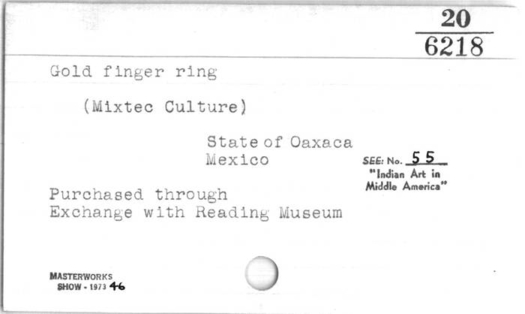 20
6218
Gold finger ring
(Mixtec Culture)
State of Oaxaca
Mexico
SEE: No. 55
"Indian Art in
Middle America"
Purchased through
Exchange with Reading Museum
MASTERWORKS
SHOW - 1973 46